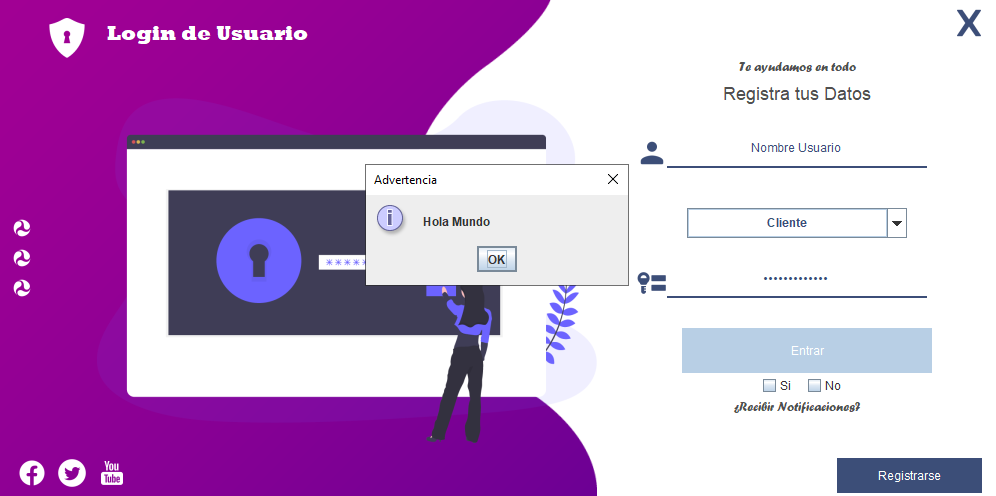 Login de Usuario
X
Te ayudamos en todo
Registra tus Datos
Nombre Usuario
Advertencia
Hola Mundo
OK
Cliente
*****
•••••••••••••
Entrar
Si
No
¿Recibir Notificaciones?
You
Tube
Registrarse